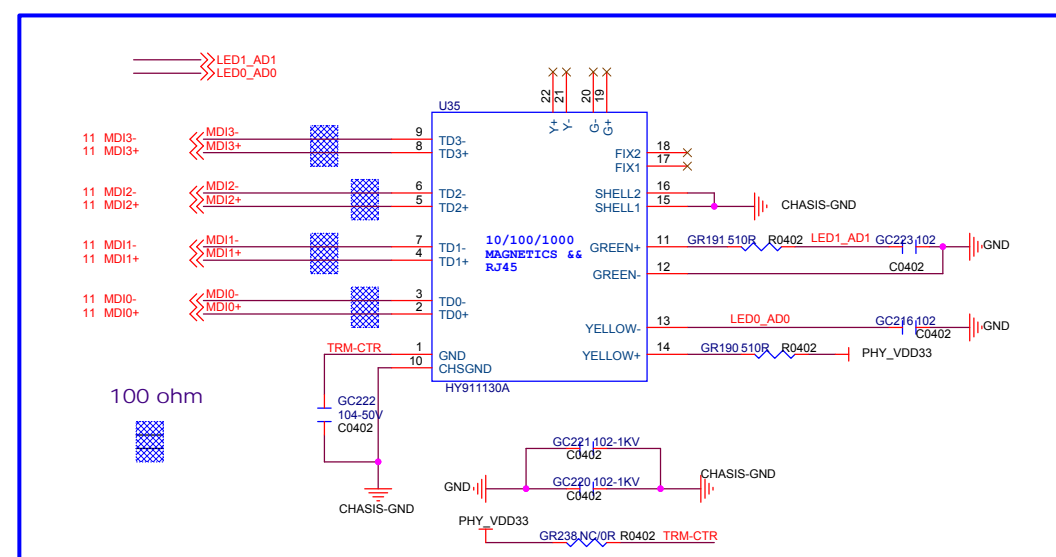 LED1_AD1
LED0_AD0
U35
22 21 20 19
Y+ Y- G- G+
11 MDI3- MDI3- 9 TD3-
11 MDI3+ MDI3+ 8 TD3+
FIX2 18
FIX1 17
11 MDI2- MDI2- 6 TD2-
11 MDI2+ MDI2+ 5 TD2+
SHELL2 16
SHELL1 15 CHASIS-GND
11 MDI1- MDI1- 7 TD1-
11 MDI1+ MDI1+ 4 TD1+
10/100/1000
MAGNETICS &&
RJ45
GREEN+ 11 GR191 510R R0402 LED1_AD1 GC223 102 GND
GREEN- 12 C0402
11 MDI0- MDI0- 3 TD0-
11 MDI0+ MDI0+ 2 TD0+
YELLOW- 13 LED0_AD0 GC216 102 GND
C0402
TRM-CTR 1 GND
10 CHSGND
YELLOW+ 14 GR190 510R R0402 PHY_VDD33
HY911130A
100 ohm
GC222
104-50V
C0402
CHASIS-GND
GC221 102-1KV
C0402
GND GC220 102-1KV CHASIS-GND
C0402
PHY_VDD33
GR238 NC/0R R0402 TRM-CTR